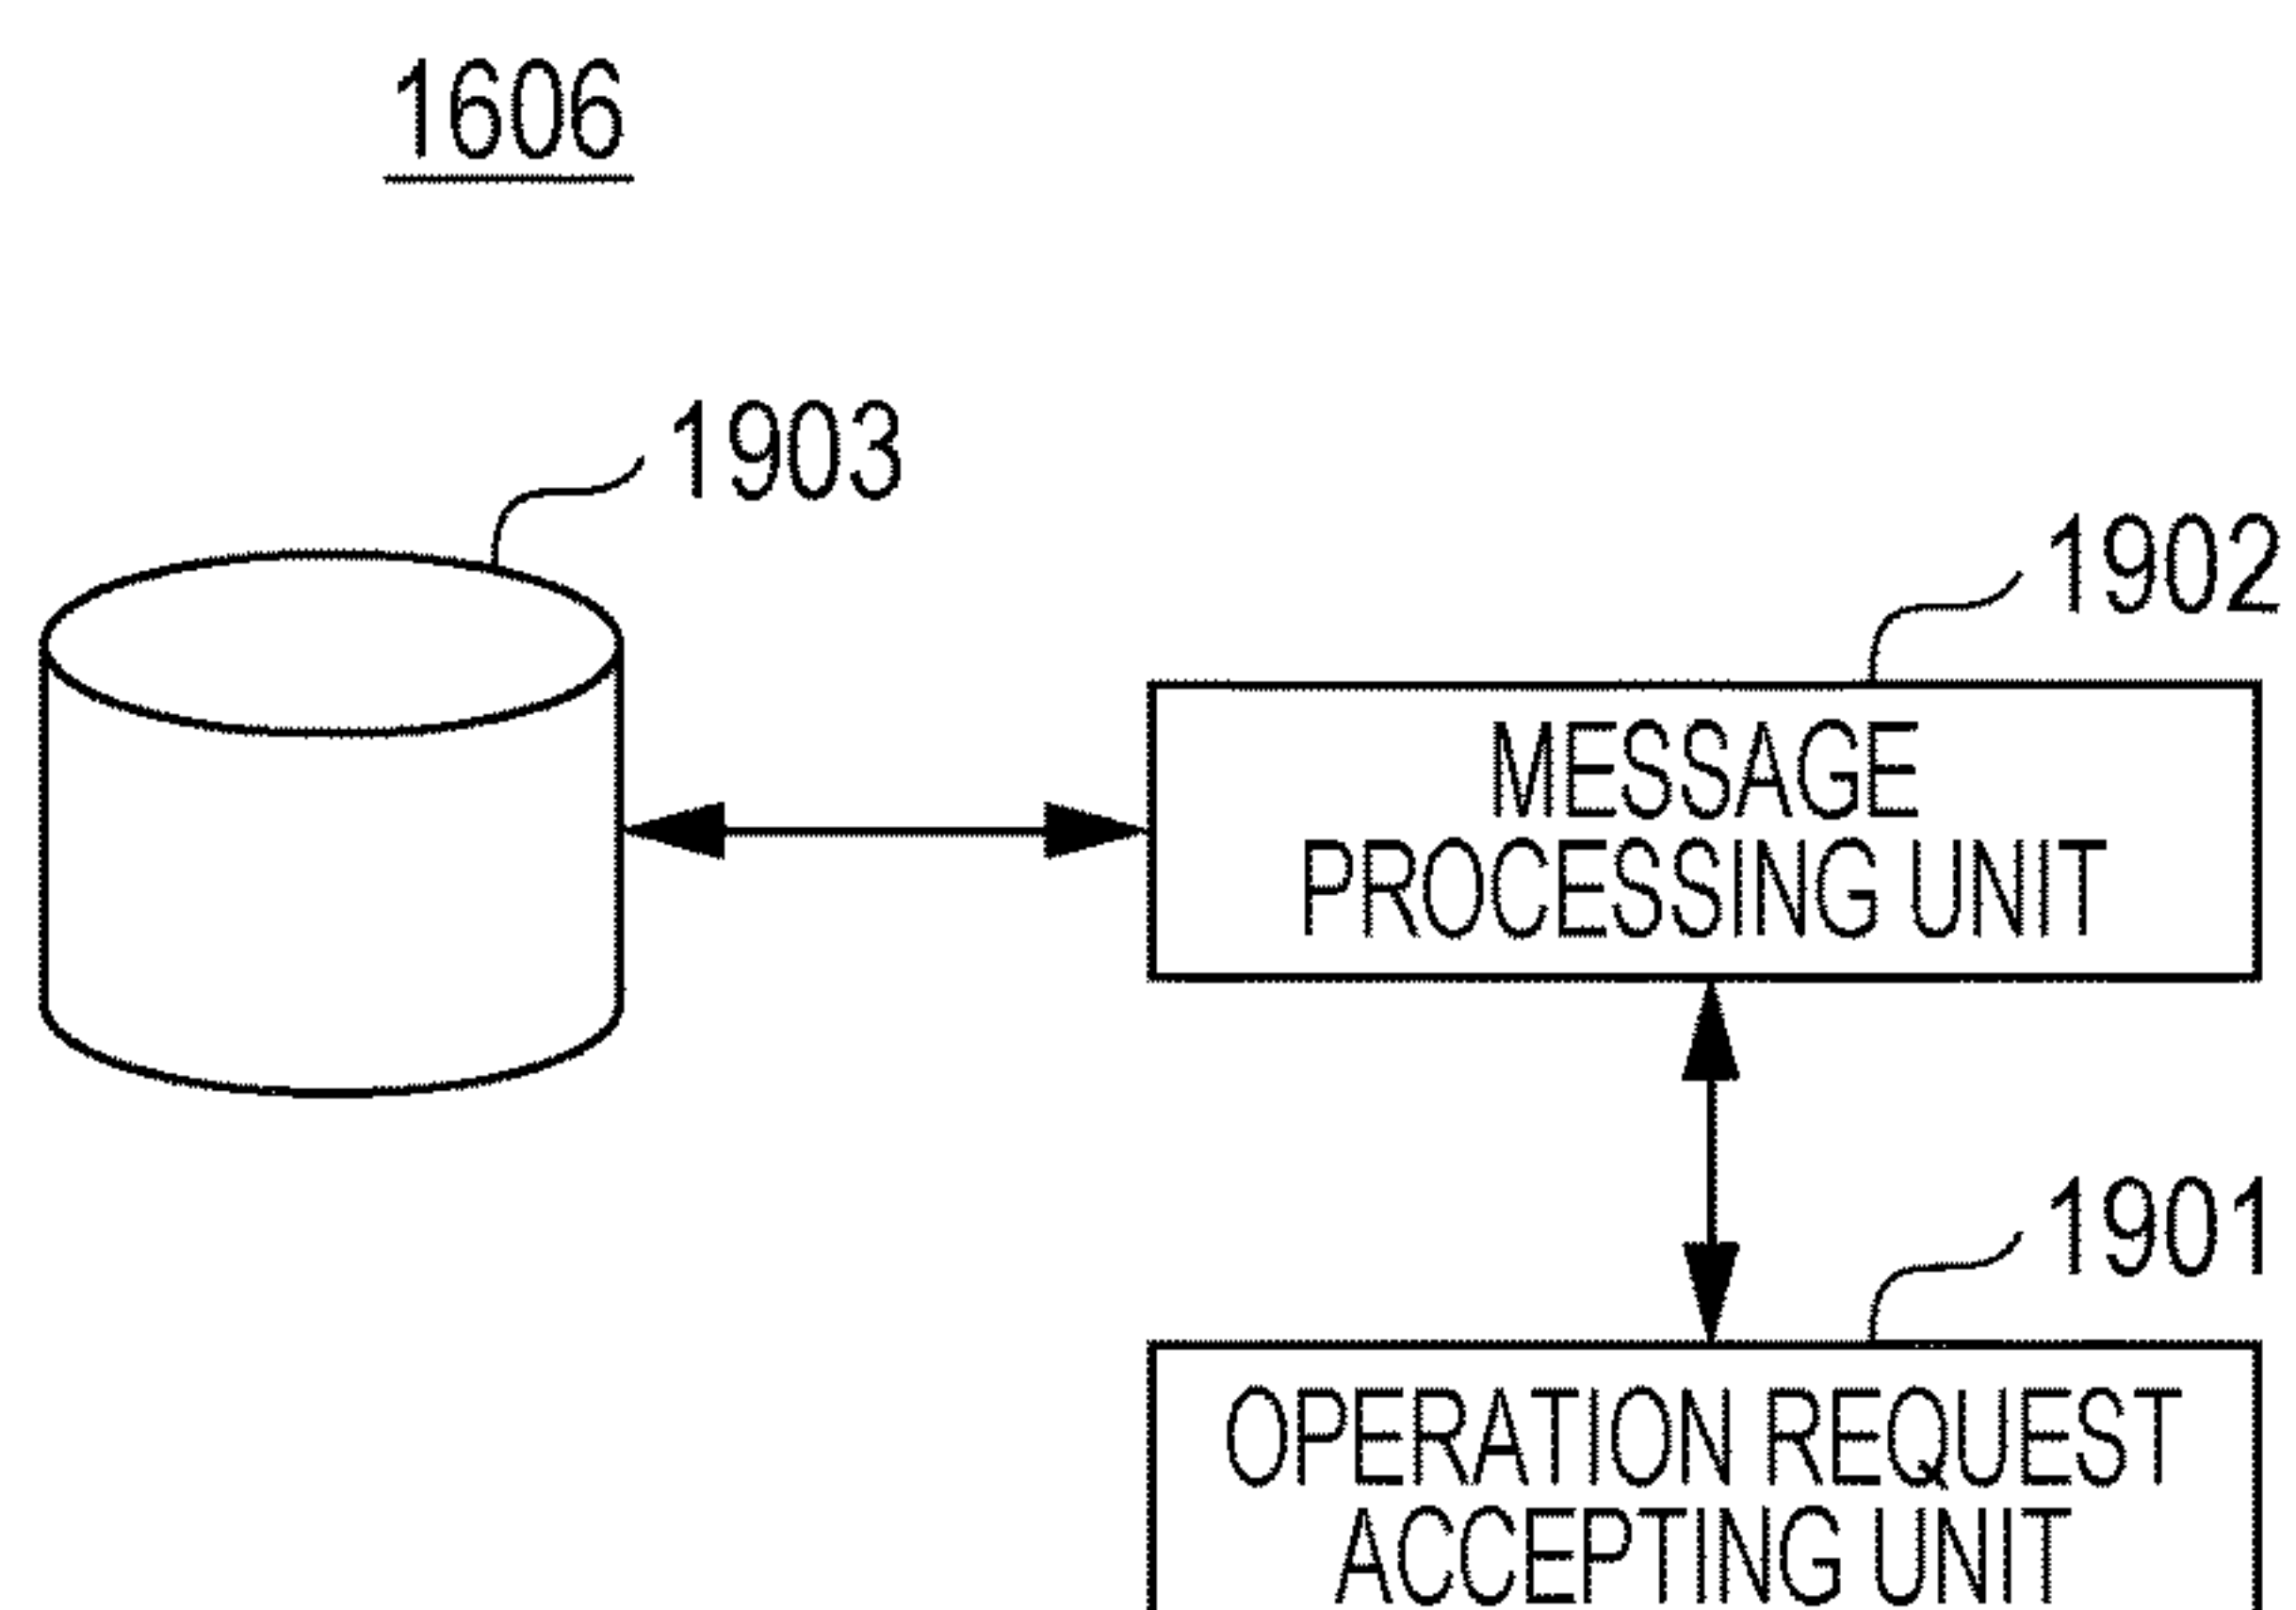 1606
1903
1902
MESSAGE
PROCESSING UNIT
1901
OPERATION REQUEST
ACCEPTING UNIT